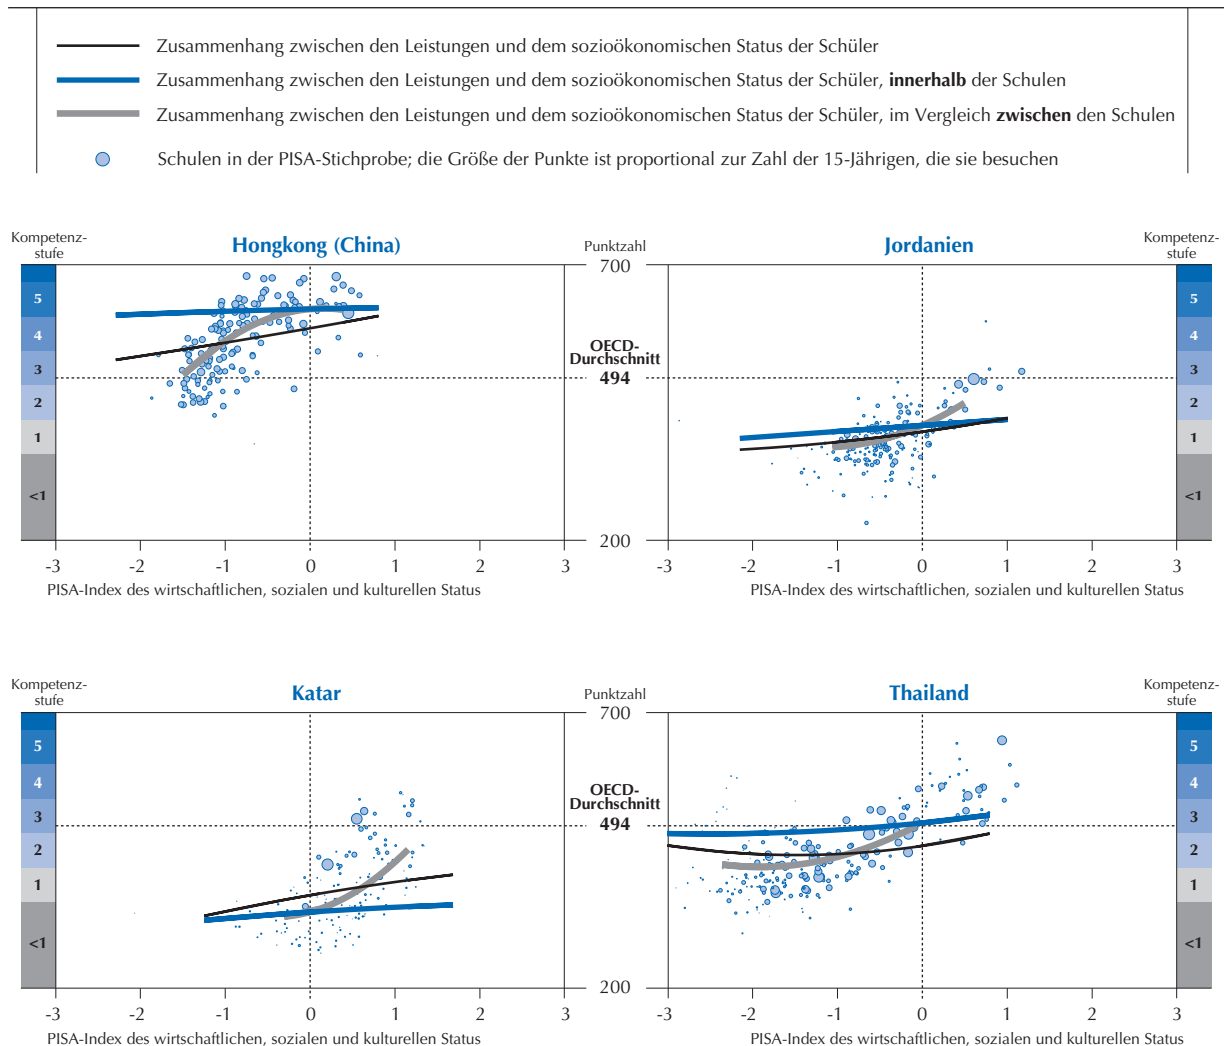 Zusammenhang zwischen den Leistungen und dem sozioökonomischen Status der Schüler
Zusammenhang zwischen den Leistungen und dem sozioökonomischen Status der Schüler, innerhalb der Schulen
Zusammenhang zwischen den Leistungen und dem sozioökonomischen Status der Schüler, im Vergleich zwischen den Schulen
Schulen in der PISA-Stichprobe; die Größe der Punkte ist proportional zur Zahl der 15-Jährigen, die sie besuchen
Kompetenz-
stufe
Hongkong (China)
Punktzahl
Jordanien
Kompetenz-
stufe
700
5
4
3
2
1
<1
OECD-
Durchschnitt
494
200
5
4
3
2
1
<1
-3 -2 -1 0 1 2 3
-3 -2 -1 0 1 2 3
PISA-Index des wirtschaftlichen, sozialen und kulturellen Status
PISA-Index des wirtschaftlichen, sozialen und kulturellen Status
Kompetenz-
stufe
Katar
Punktzahl
Thailand
Kompetenz-
stufe
700
5
4
3
2
1
<1
OECD-
Durchschnitt
494
200
5
4
3
2
1
<1
-3 -2 -1 0 1 2 3
-3 -2 -1 0 1 2 3
PISA-Index des wirtschaftlichen, sozialen und kulturellen Status
PISA-Index des wirtschaftlichen, sozialen und kulturellen Status